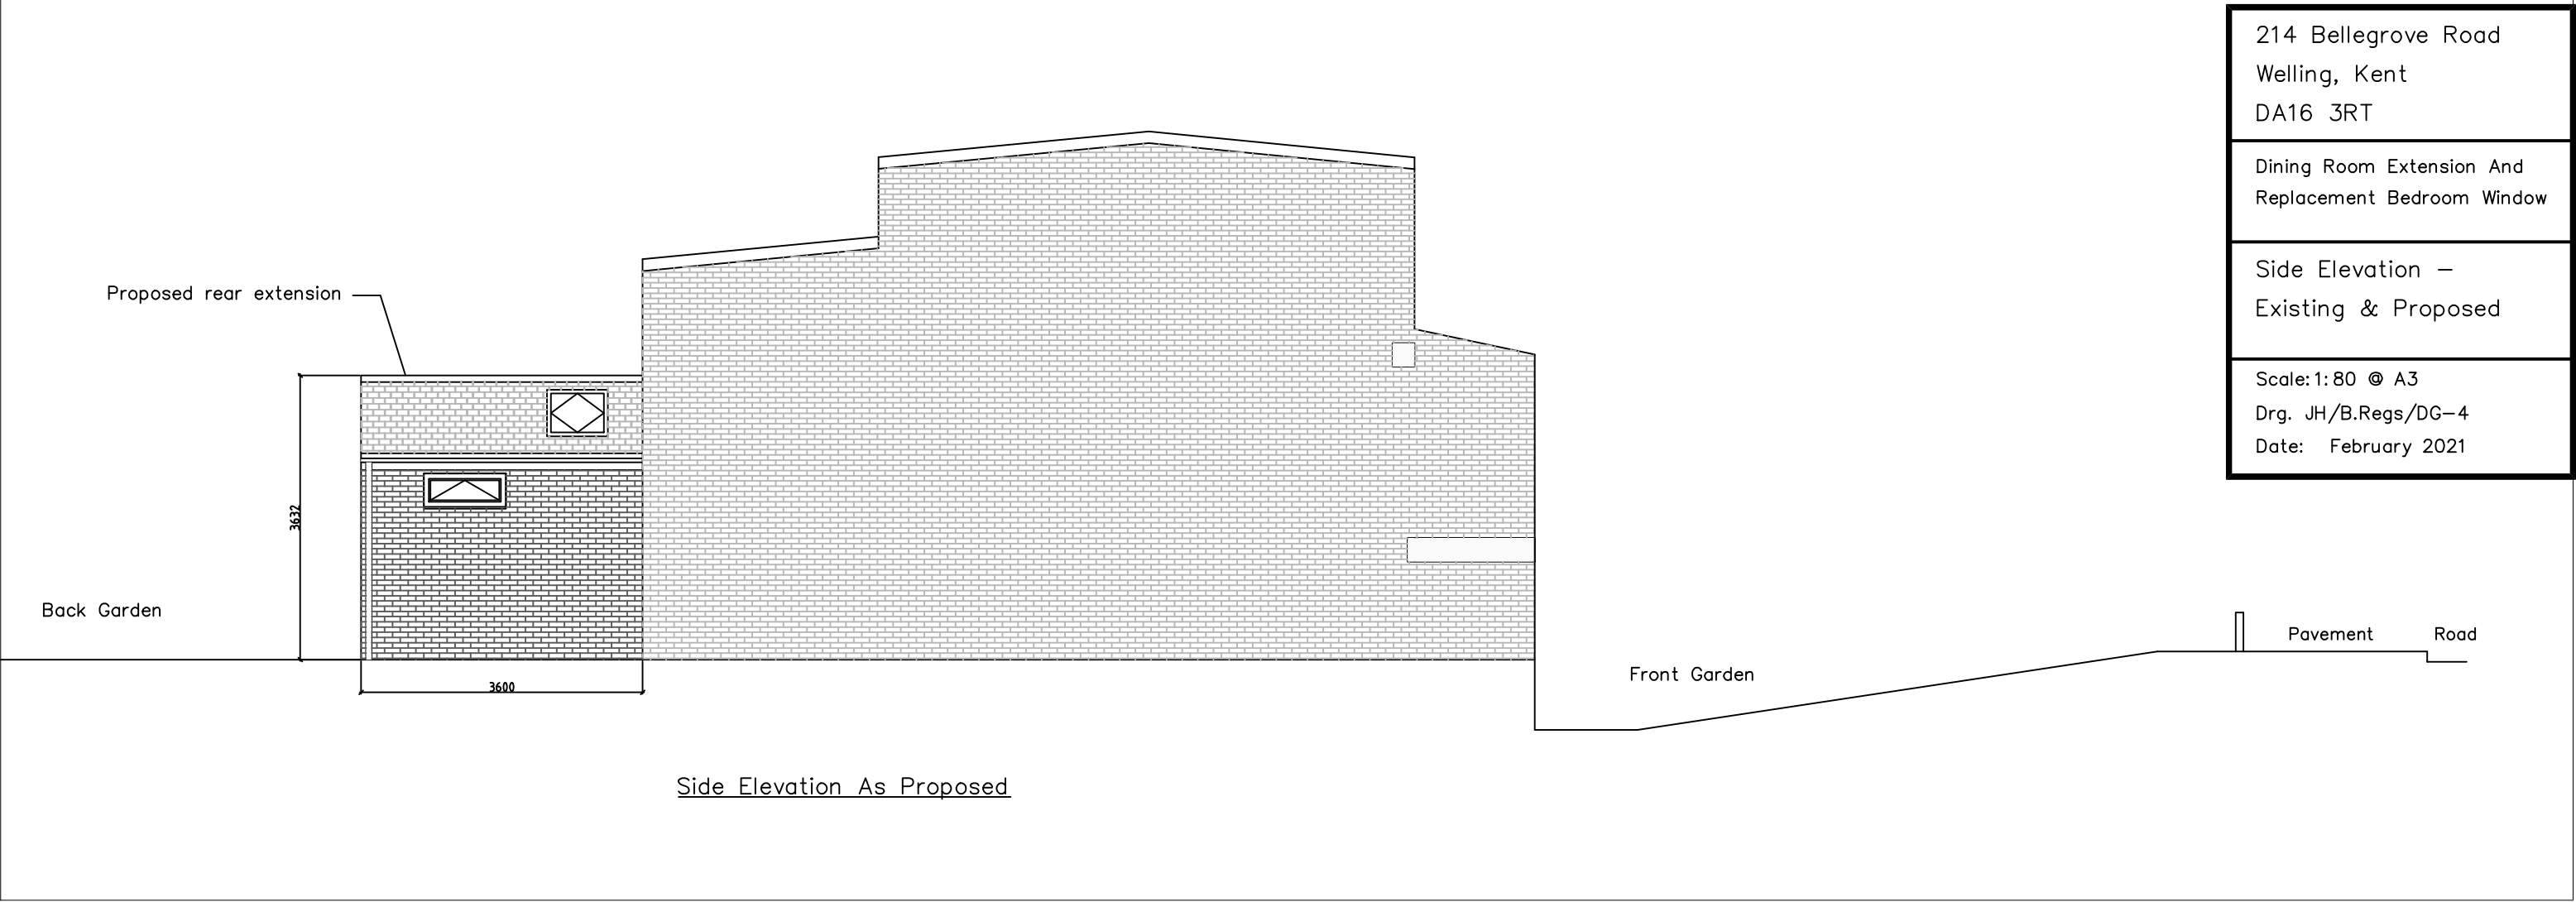 214 Bellegrove Road
Welling, Kent
DA16 3RT
Dining Room Extension And
Replacement Bedroom Window
Side Elevation –
Existing & Proposed
Scale:1:80 @ A3
Drg. JH/B.Regs/DG–4
Date: February 2021
Proposed rear extension
3632
Back Garden
3600
Front Garden
Pavement
Road
Side Elevation As Proposed